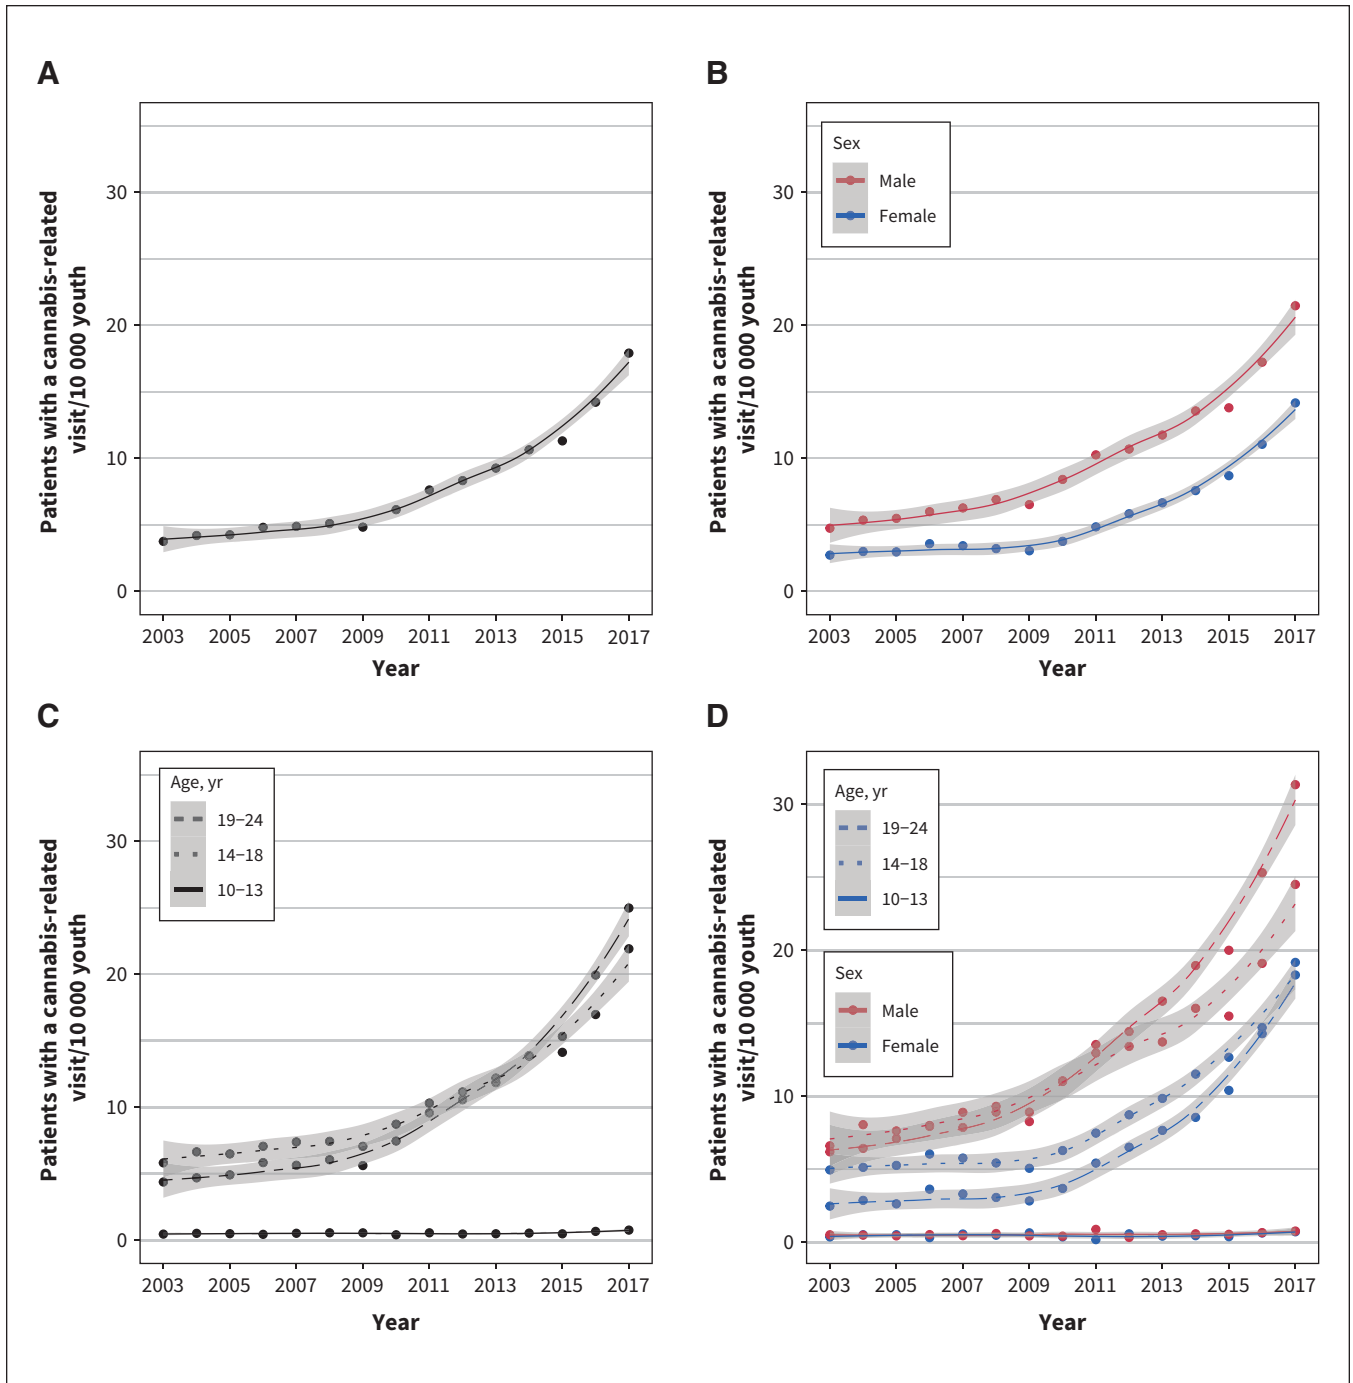 A
Patients with a cannabis-related
visit/10 000 youth
30
20
10
0
2003 2005 2007 2009 2011 2013 2015 2017
Year
B
Patients with a cannabis-related
visit/10 000 youth
30
20
10
0
Sex
Male
Female
2003 2005 2007 2009 2011 2013 2015 2017
Year
C
Patients with a cannabis-related
visit/10 000 youth
30
20
10
0
Age, yr
19–24
14–18
10–13
2003 2005 2007 2009 2011 2013 2015 2017
Year
D
Patients with a cannabis-related
visit/10 000 youth
30
20
10
0
Age, yr
19–24
14–18
10–13
Sex
Male
Female
2003 2005 2007 2009 2011 2013 2015 2017
Year